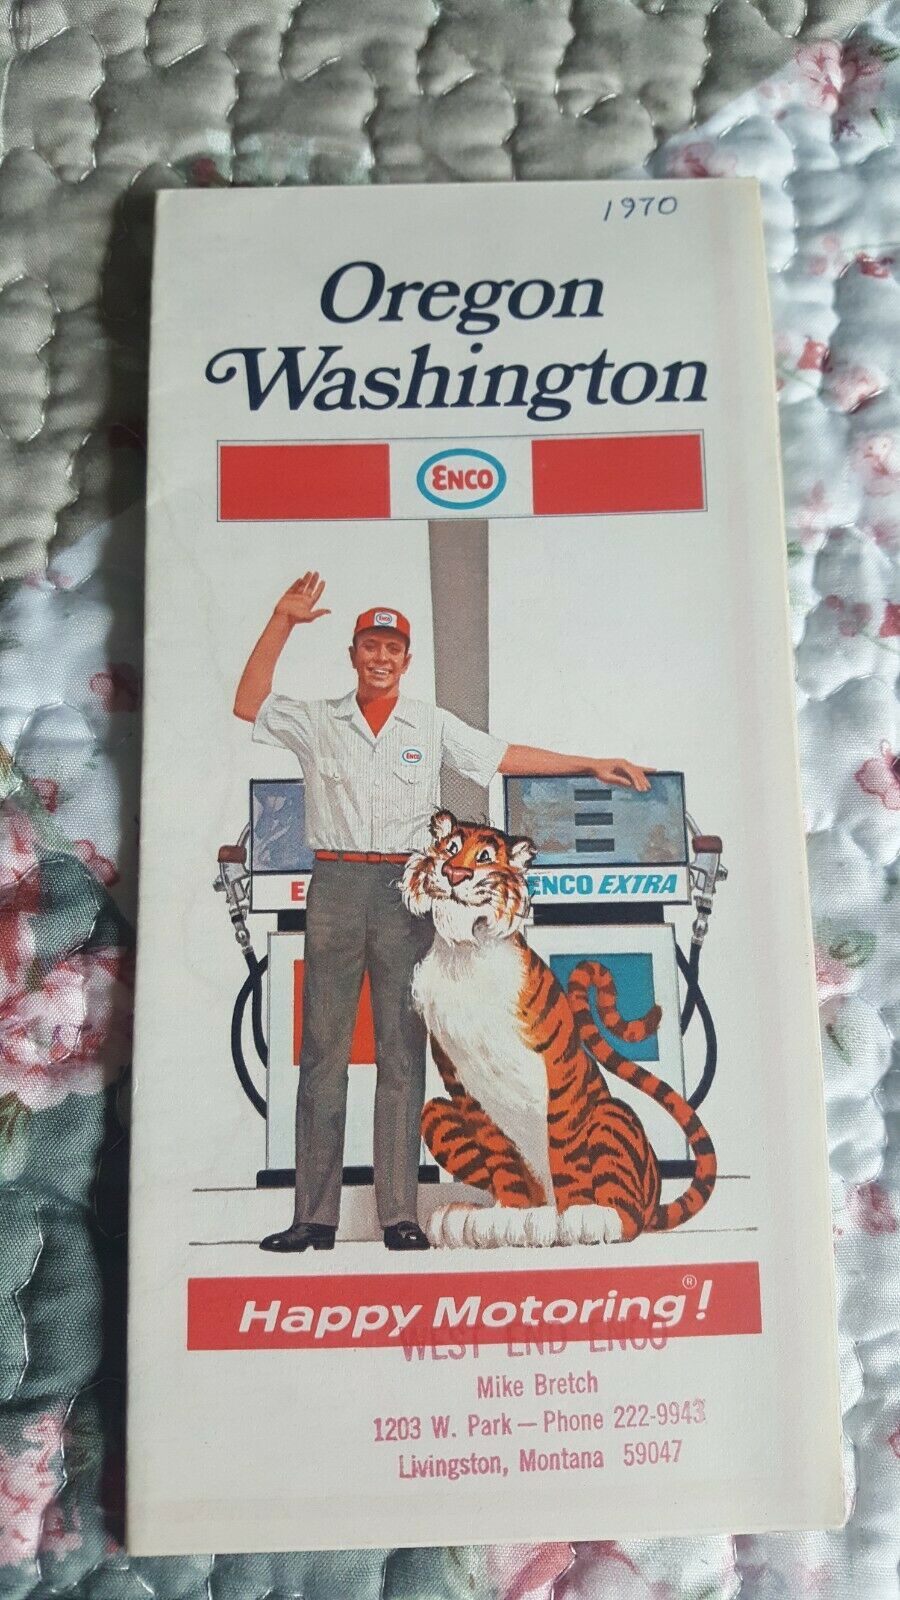 1970
Oregon
Washington
ENCO
ENCO
ENCO
E
ENCO EXTRA
Happy Motoring!®
WEST END ENCO
Mike Bretch
1203 W. Park — Phone 222-9943
Livingston, Montana 59047